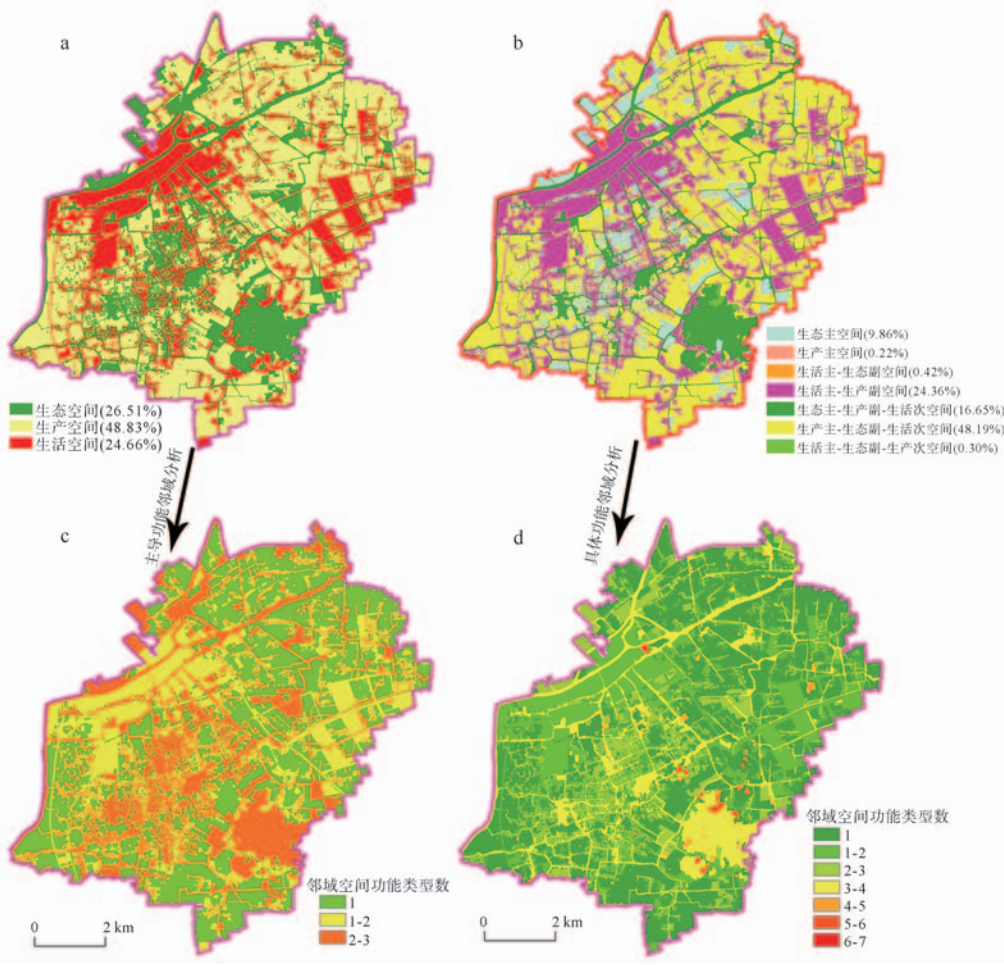 a
b
生态空间(26.51%)
生产空间(48.83%)
生活空间(24.66%)
生态主空间(9.86%)
生产主空间(0.22%)
生活主-生态副空间(0.42%)
生活主-生产副空间(24.36%)
生态主-生产副-生活次空间(16.65%)
生产主-生态副-生活次空间(48.19%)
生活主-生态副-生产次空间(0.30%)
主导功能邻域分析
具体功能邻域分析
c
d
邻域空间功能类型数
1
1-2
2-3
0 2 km
邻域空间功能类型数
1
1-2
2-3
3-4
4-5
5-6
6-7
0 2 km